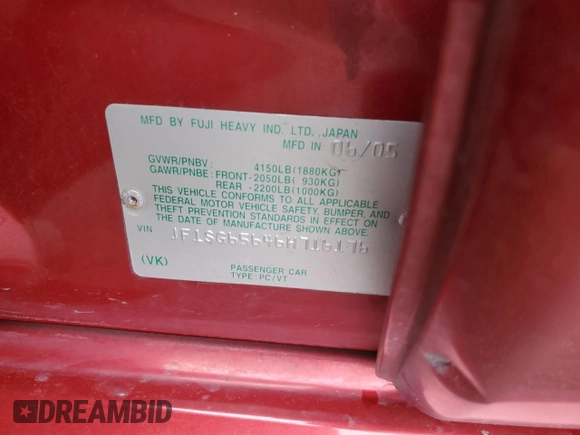 MFD BY FUJI HEAVY IND. LTD. JAPAN
MFD IN 05/05
GVWR/PNBV: 4150LB(1880KG)
GAWR/PNBE: FRONT-2050LB( 930KG)
REAR -2200LB(1000KG)
THIS VEHICLE CONFORMS TO ALL APPLICABLE
FEDERAL MOTOR VEHICLE SAFETY, BUMPER, AND
THEFT PREVENTION STANDARDS IN EFFECT ON
THE DATE OF MANUFACTURE SHOWN ABOVE.
VIN
(VK)
PASSENGER CAR
TYPE: PC/VT
DREAMBID